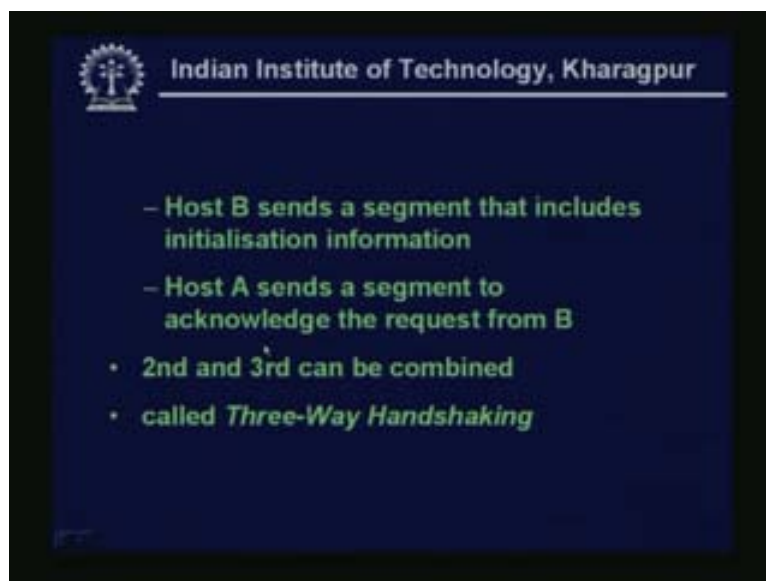 Indian Institute of Technology, Kharagpur
– Host B sends a segment that includes
initialisation information
– Host A sends a segment to
acknowledge the request from B
• 2nd and 3rd can be combined
• called Three-Way Handshaking